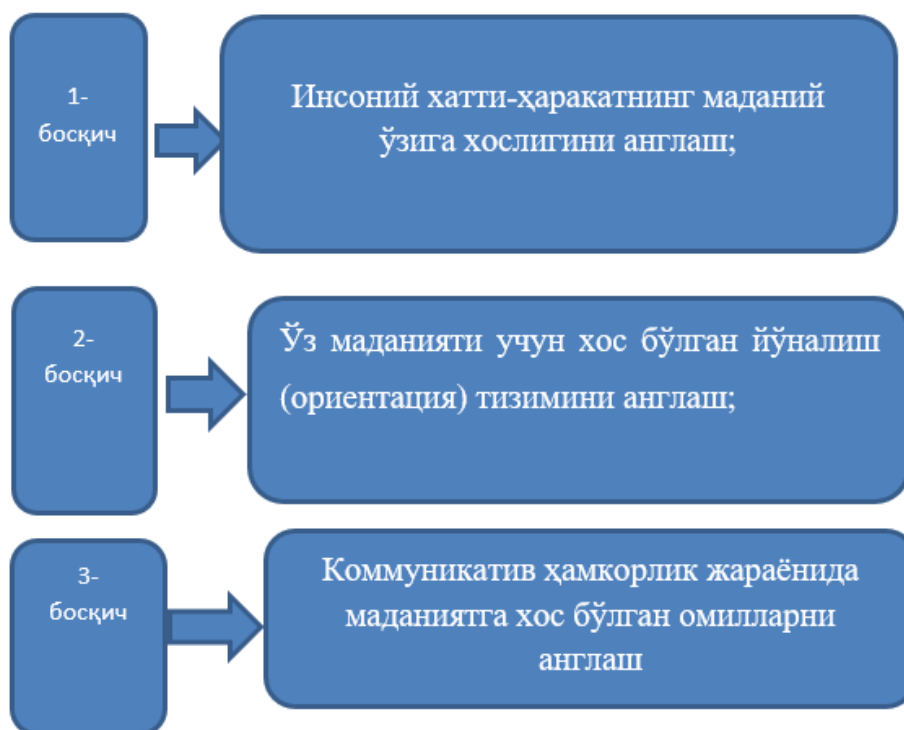 1-
босқич
Инсоний хатти-ҳаракатнинг маданий
ўзига хослигини англаш;
2-
босқич
Ўз маданияти учун хос бўлган йўналиш
(ориентация) тизимини англаш;
3-
босқич
Коммуникатив ҳамкорлик жараёнида
маданиятга хос бўлган омилларни
англаш